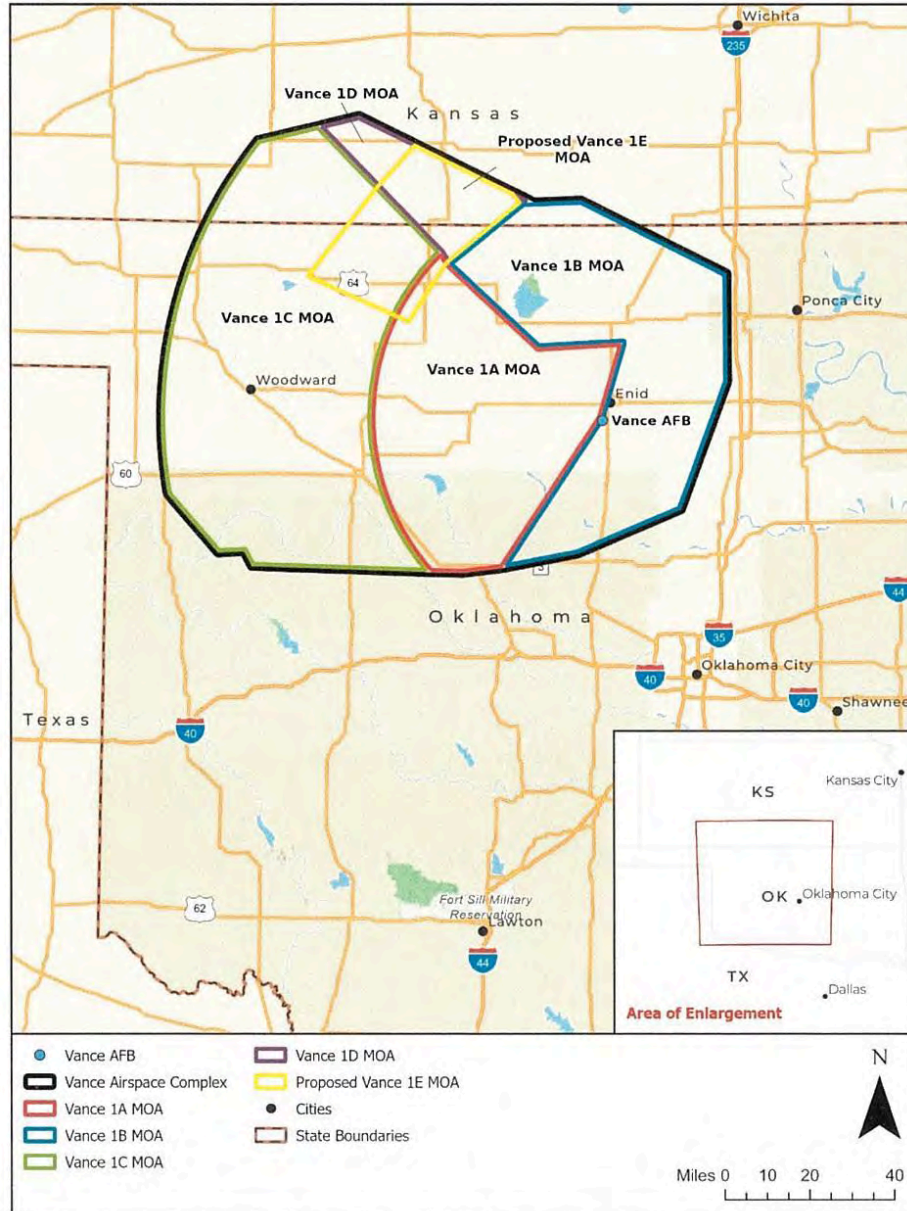 Wichita
235
Vance 1D MOA
Kansas
Proposed Vance 1E
MOA
Vance 1B MOA
64
Ponca City
Vance 1C MOA
Vance 1A MOA
Woodward
Enid
Vance AFB
60
3
Oklahoma
44
35
Oklahoma City
40
40
Shawnee
Texas
40
Kansas City
KS
62
Fort Sill Military
Reservation
Lawton
OK
Oklahoma City
44
TX
Dallas
Area of Enlargement
Vance AFB
Vance Airspace Complex
Vance 1A MOA
Vance 1B MOA
Vance 1C MOA
Vance 1D MOA
Proposed Vance 1E MOA
Cities
State Boundaries
N
Miles 0 10 20 30 40